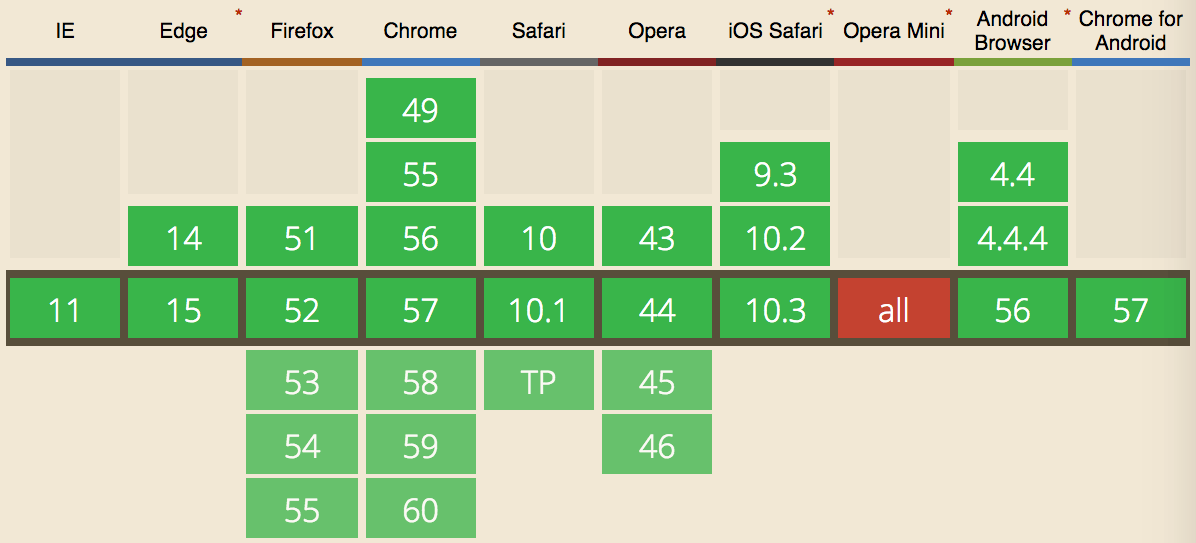 IE Edge * Firefox Chrome Safari Opera iOS Safari * Opera Mini * Android Browser * Chrome for Android
49
55 9.3 4.4
14 51 56 10 43 10.2 4.4.4
11 15 52 57 10.1 44 10.3 all 56 57
53 58 TP 45
54 59 46
55 60